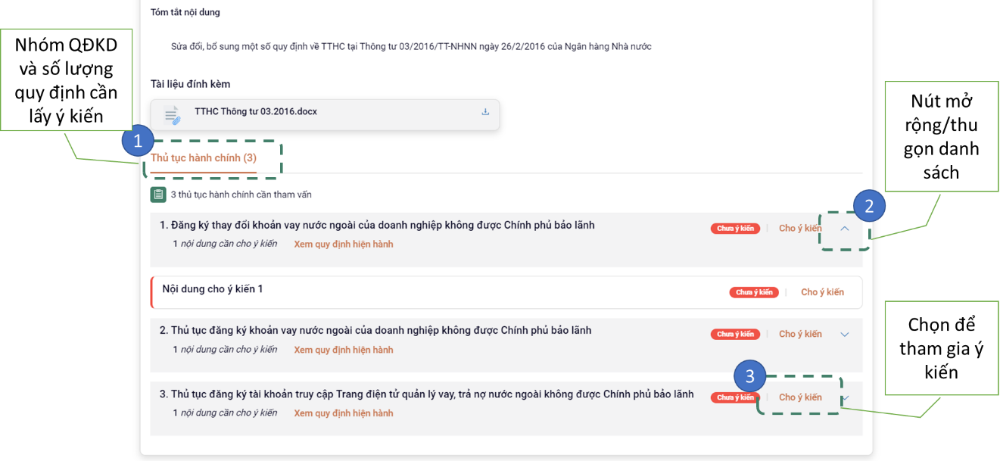 Tóm tắt nội dung
Sửa đổi, bổ sung một số quy định về TTHC tại Thông tư 03/2016/TT-NHNN ngày 26/2/2016 của Ngân hàng Nhà nước
Nhóm QĐKD
và số lượng
quy định cần
lấy ý kiến
Tài liệu đính kèm
TTHC Thông tư 03.2016.docx
Nút mở
rộng/thu
gọn danh
sách
1
Thủ tục hành chính (3)
3 thủ tục hành chính cần tham vấn
2
1. Đăng ký thay đổi khoản vay nước ngoài của doanh nghiệp không được Chính phủ bảo lãnh
Chưa ý kiến
Cho ý kiến
1 nội dung cần cho ý kiến
Xem quy định hiện hành
Nội dung cho ý kiến 1
Chưa ý kiến
Cho ý kiến
2. Thủ tục đăng ký khoản vay nước ngoài của doanh nghiệp không được Chính phủ bảo lãnh
Chưa ý kiến
Cho ý kiến
1 nội dung cần cho ý kiến
Xem quy định hiện hành
Chọn để
tham gia ý
kiến
3
3. Thủ tục đăng ký tài khoản truy cập Trang điện tử quản lý vay, trả nợ nước ngoài không được Chính phủ bảo lãnh
Chưa ý kiến
Cho ý kiến
1 nội dung cần cho ý kiến
Xem quy định hiện hành